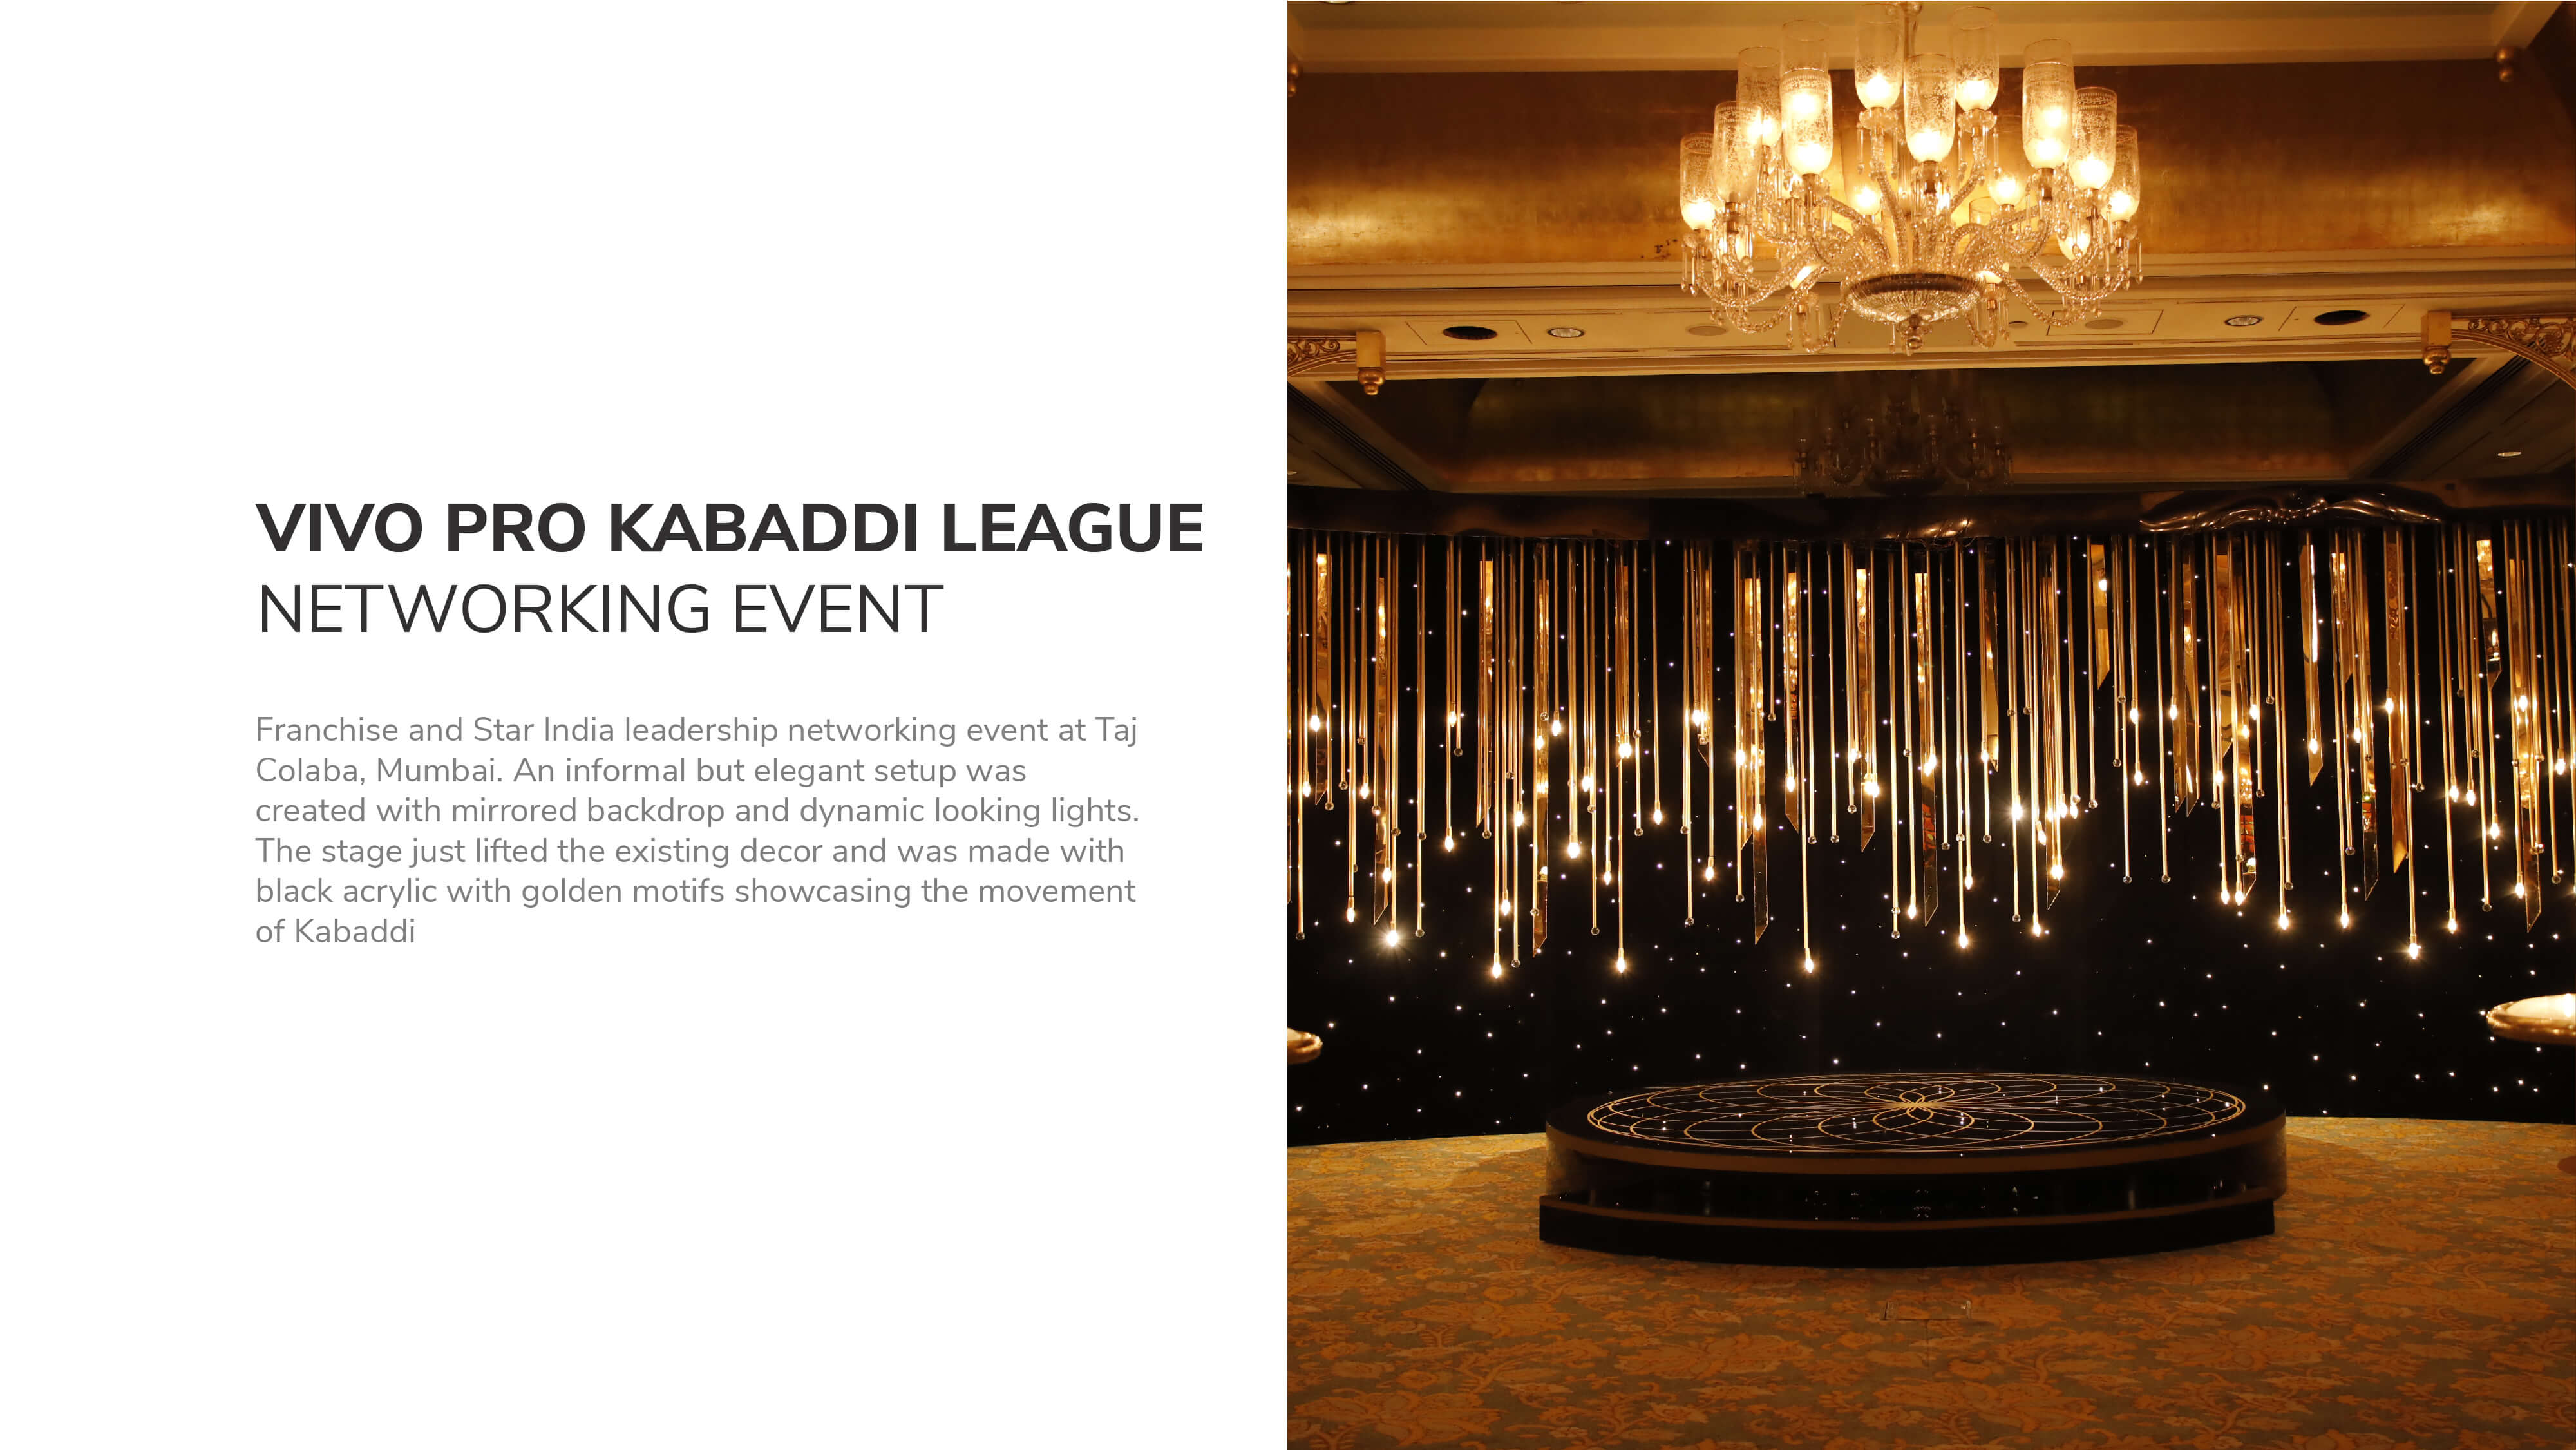 VIVO PRO KABADDI LEAGUE
NETWORKING EVENT
Franchise and Star India leadership networking event at Taj
Colaba, Mumbai. An informal but elegant setup was
created with mirrored backdrop and dynamic looking lights.
The stage just lifted the existing decor and was made with
black acrylic with golden motifs showcasing the movement
of Kabaddi